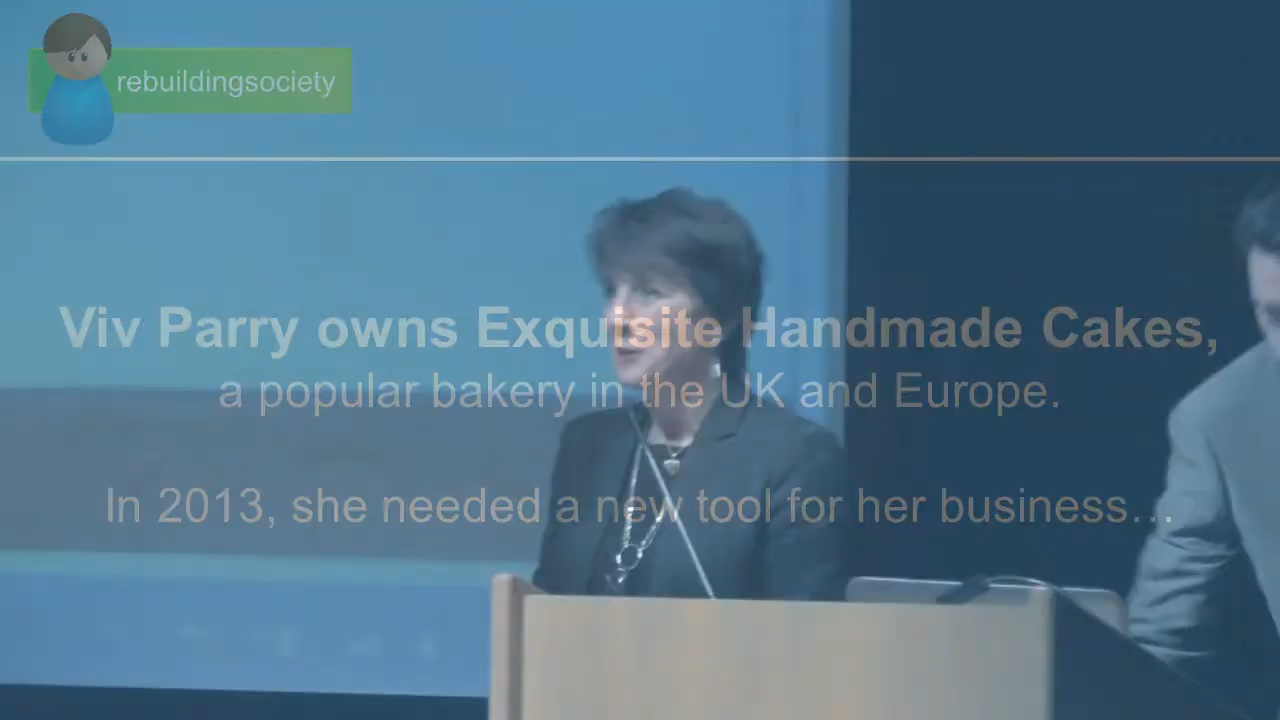 rebuildingsociety
Viv Parry owns Exquisite Handmade Cakes,
a popular bakery in the UK and Europe.
In 2013, she needed a new tool for her business…